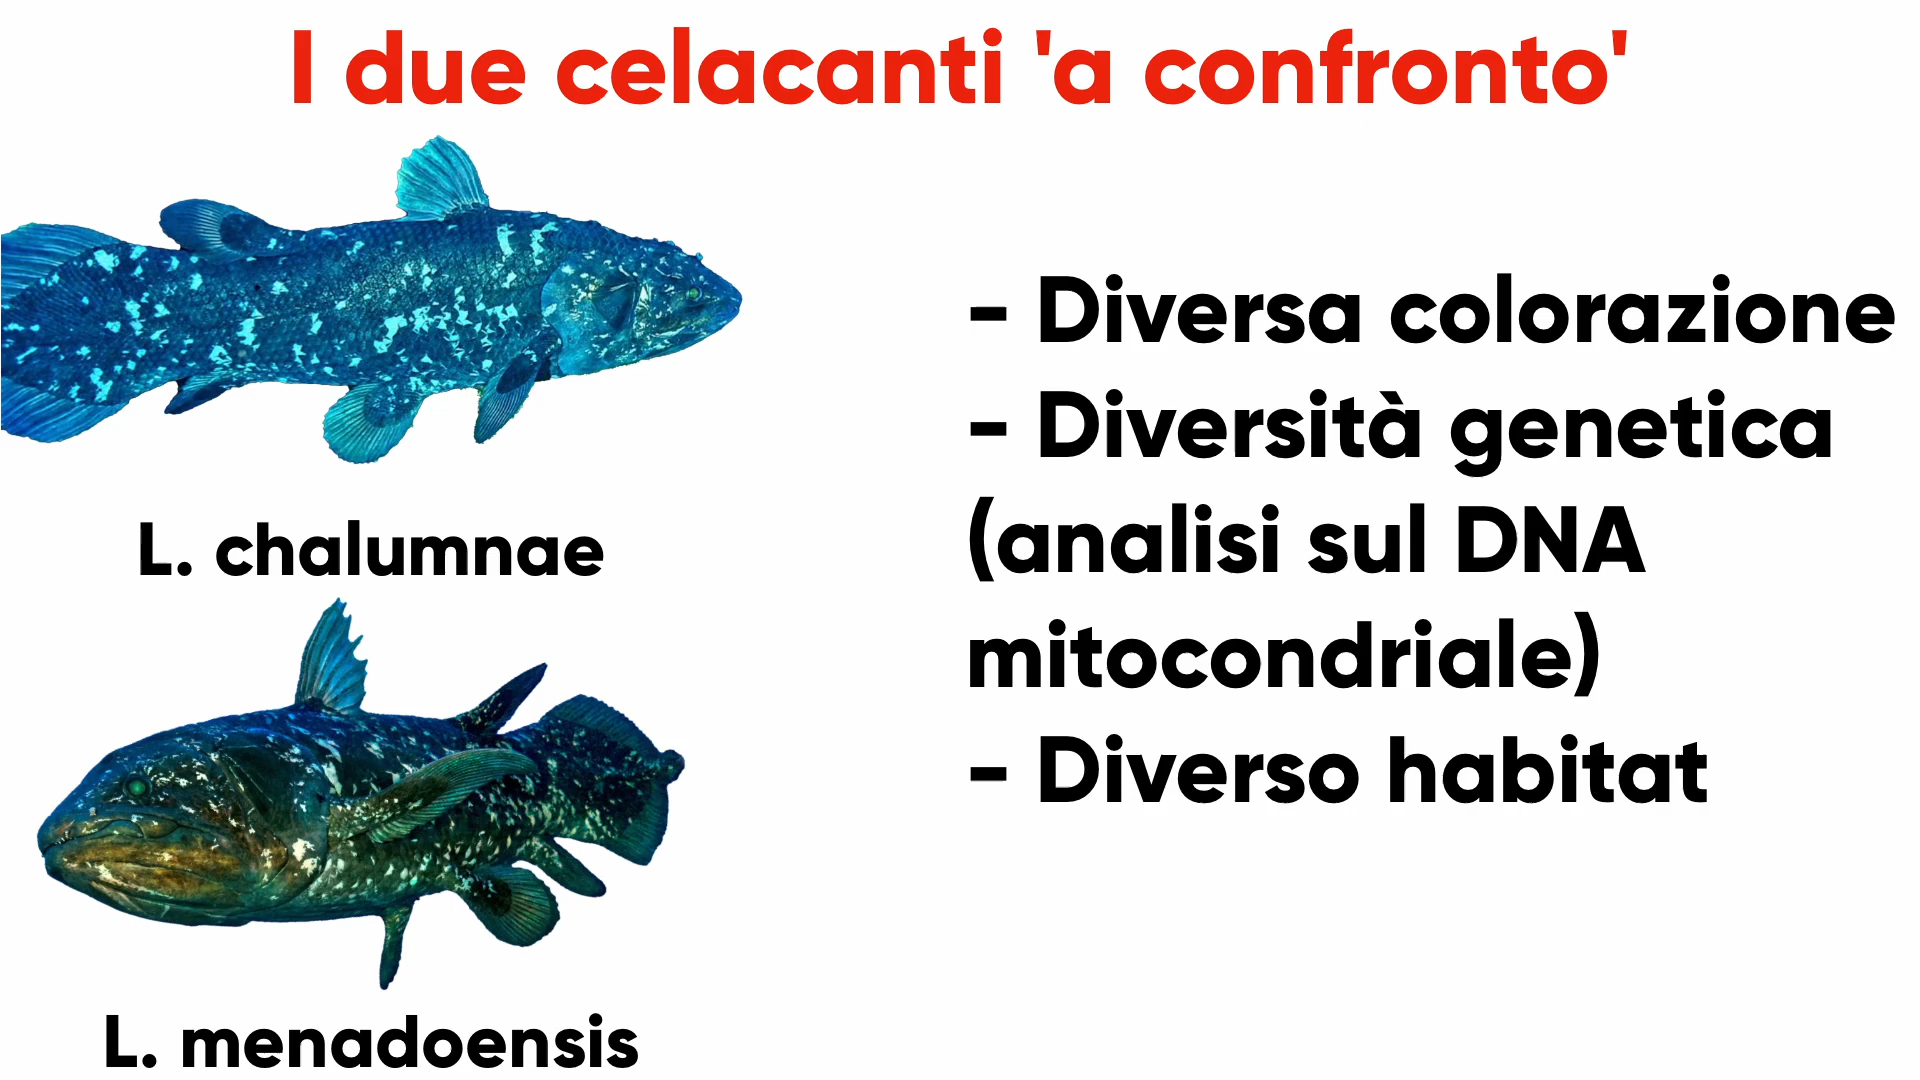 I due celacanti 'a confronto'
L. chalumnae
L. menadoensis
- Diversa colorazione
- Diversità genetica
(analisi sul DNA
mitocondriale)
- Diverso habitat